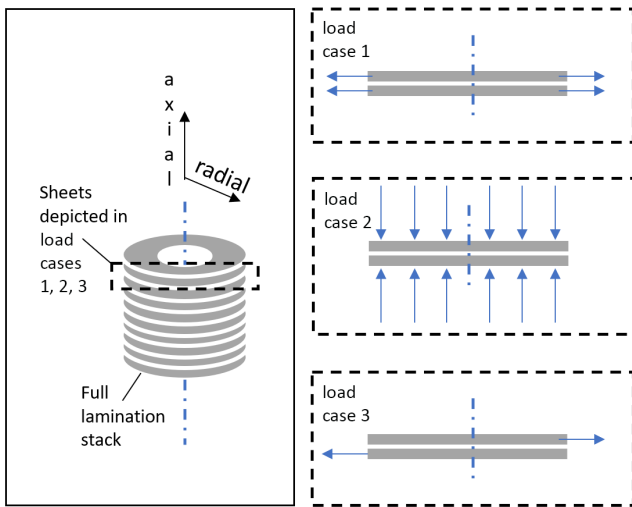 a
x
i
a
l
radial
Sheets
depicted in
load
cases
1, 2, 3
Full
lamination
stack
load
case 1
load
case 2
load
case 3